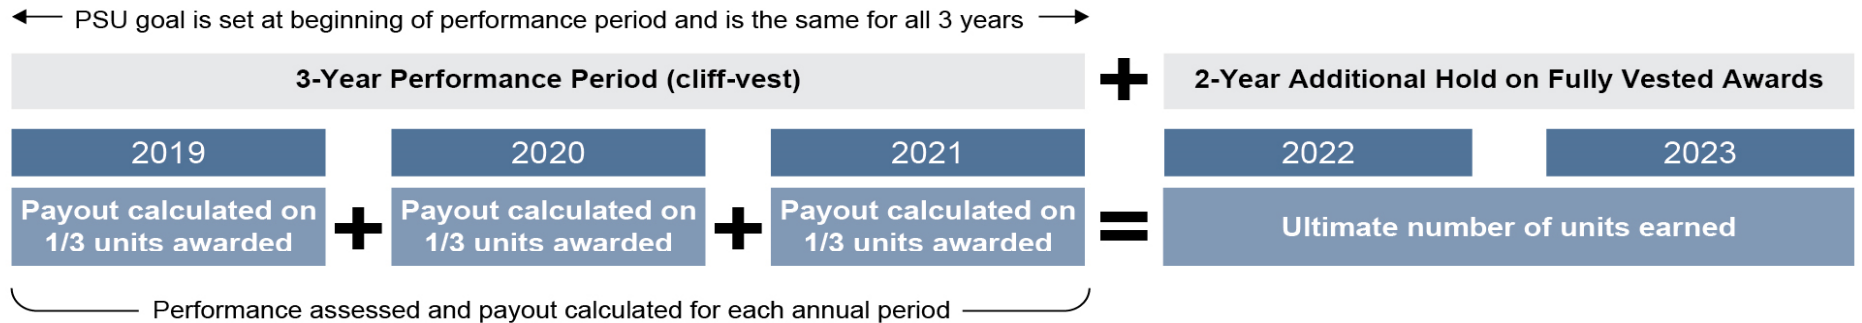 PSU goal is set at beginning of performance period and is the same for all 3 years
3-Year Performance Period (cliff-vest)
+
2-Year Additional Hold on Fully Vested Awards
2019
2020
2021
2022
2023
Payout calculated on
1/3 units awarded
+
Payout calculated on
1/3 units awarded
+
Payout calculated on
1/3 units awarded
=
Ultimate number of units earned
Performance assessed and payout calculated for each annual period